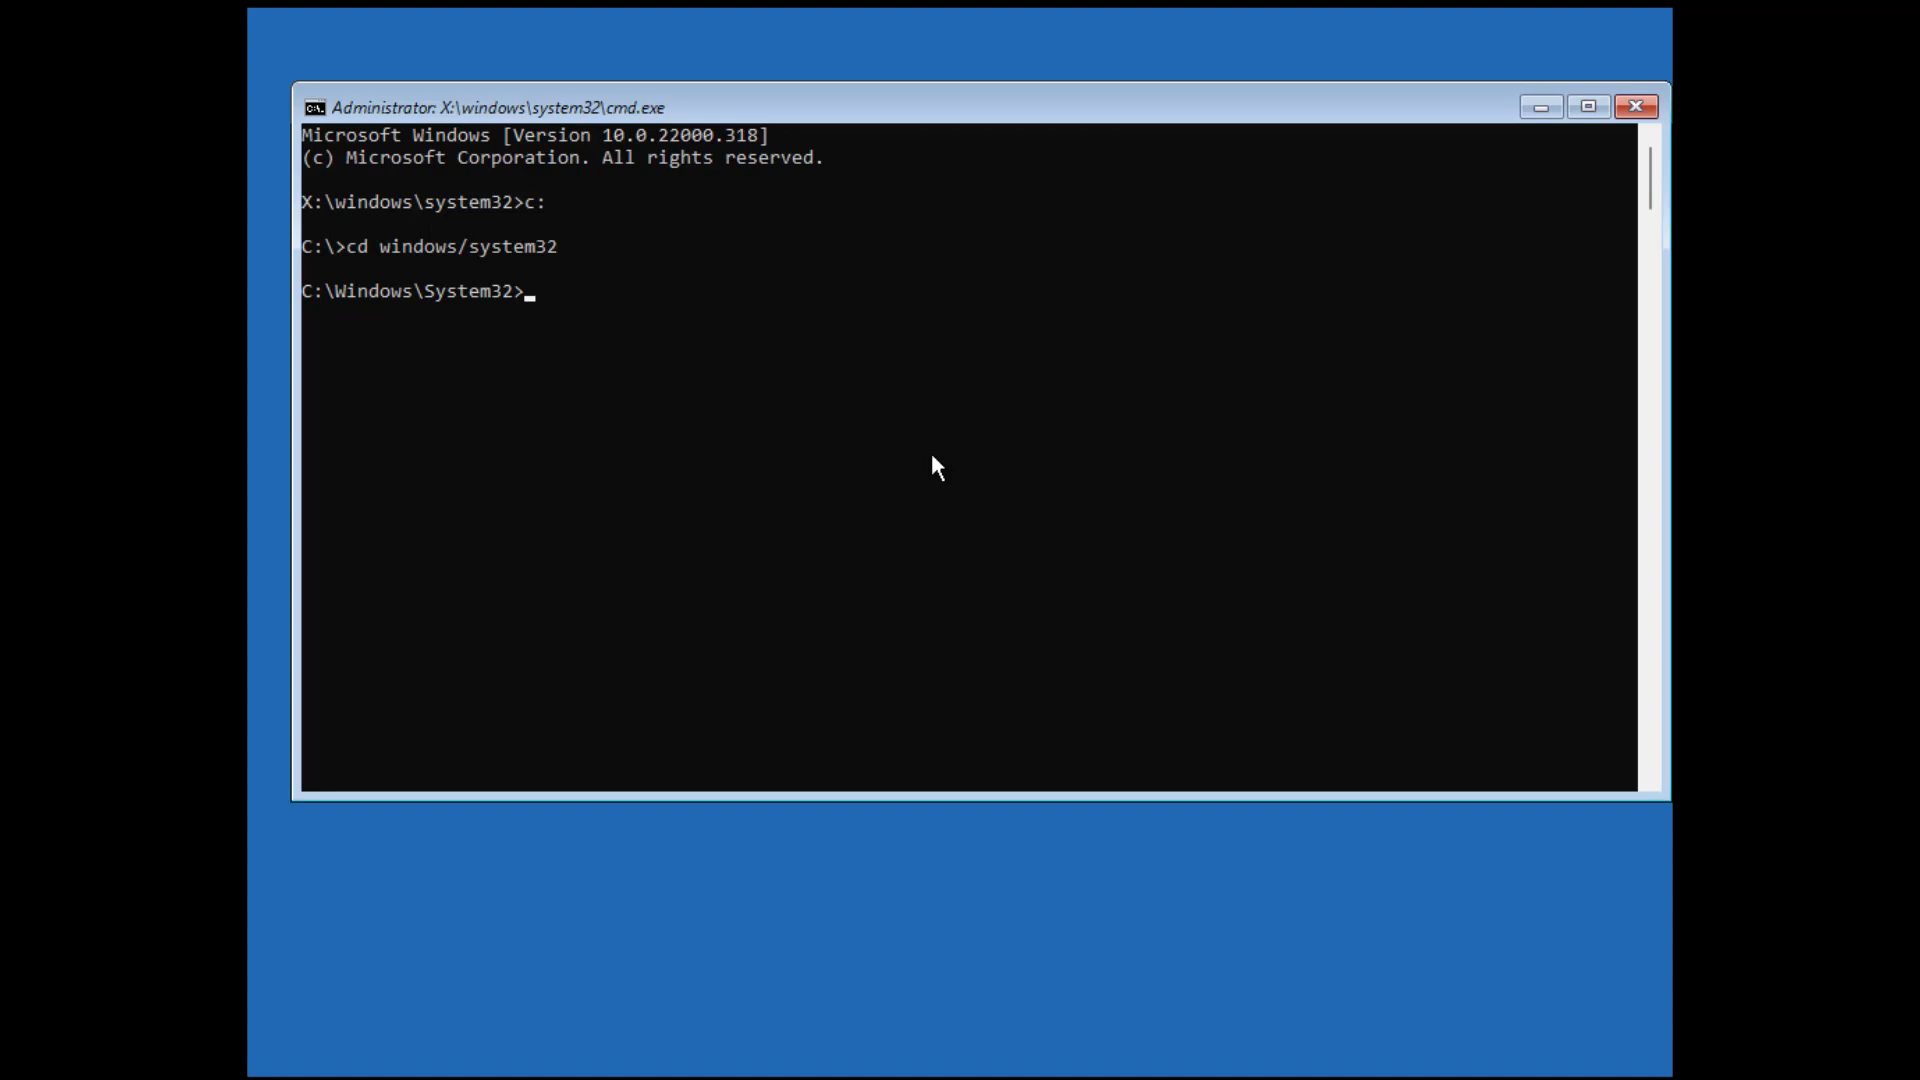 Administrator: X:\windows\system32\cmd.exe
Microsoft Windows [Version 10.0.22000.318]
(c) Microsoft Corporation. All rights reserved.
X:\windows\system32>c:
C:\>cd windows/system32
C:\Windows\System32>